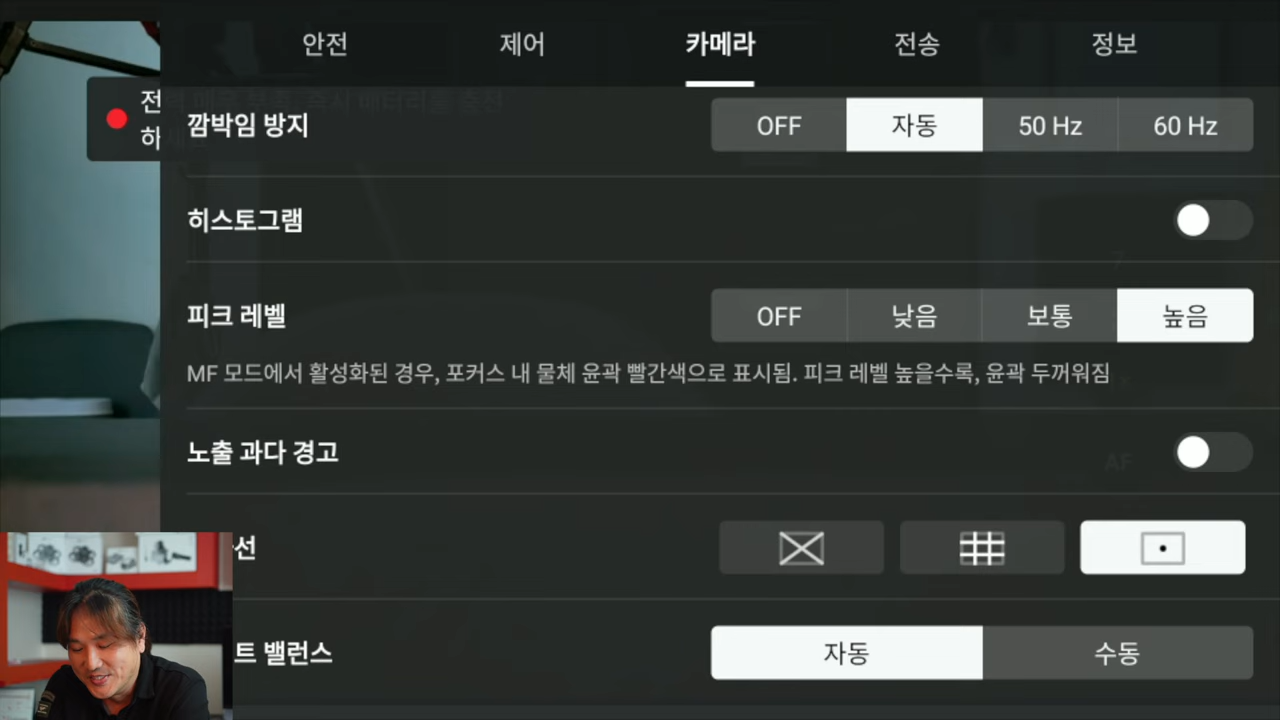 안전
제어
카메라
전송
정보
전
하
깜박임 방지
OFF
자동
50 Hz
60 Hz
히스토그램
피크 레벨
OFF
낮음
보통
높음
MF 모드에서 활성화된 경우, 포커스 내 물체 윤곽 빨간색으로 표시됨. 피크 레벨 높을수록, 윤곽 두꺼워짐
노출 과다 경고
AF
선
트 밸런스
자동
수동